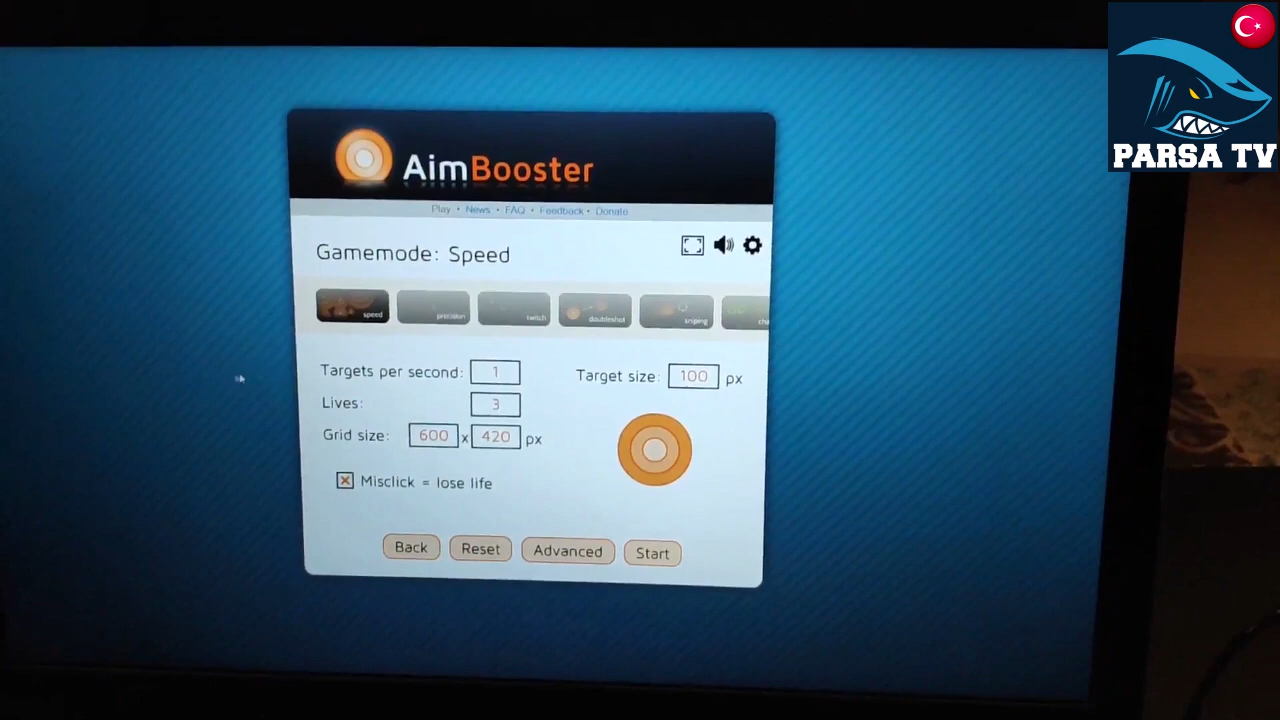 PARSA TV
AimBooster
Play • News • FAQ • Feedback • Donate
Gamemode: Speed
speed
precision
twitch
doubleshot
sniping
cha
Targets per second: 1
Target size: 100 px
Lives: 3
Grid size: 600 x 420 px
Misclick = lose life
Back
Reset
Advanced
Start